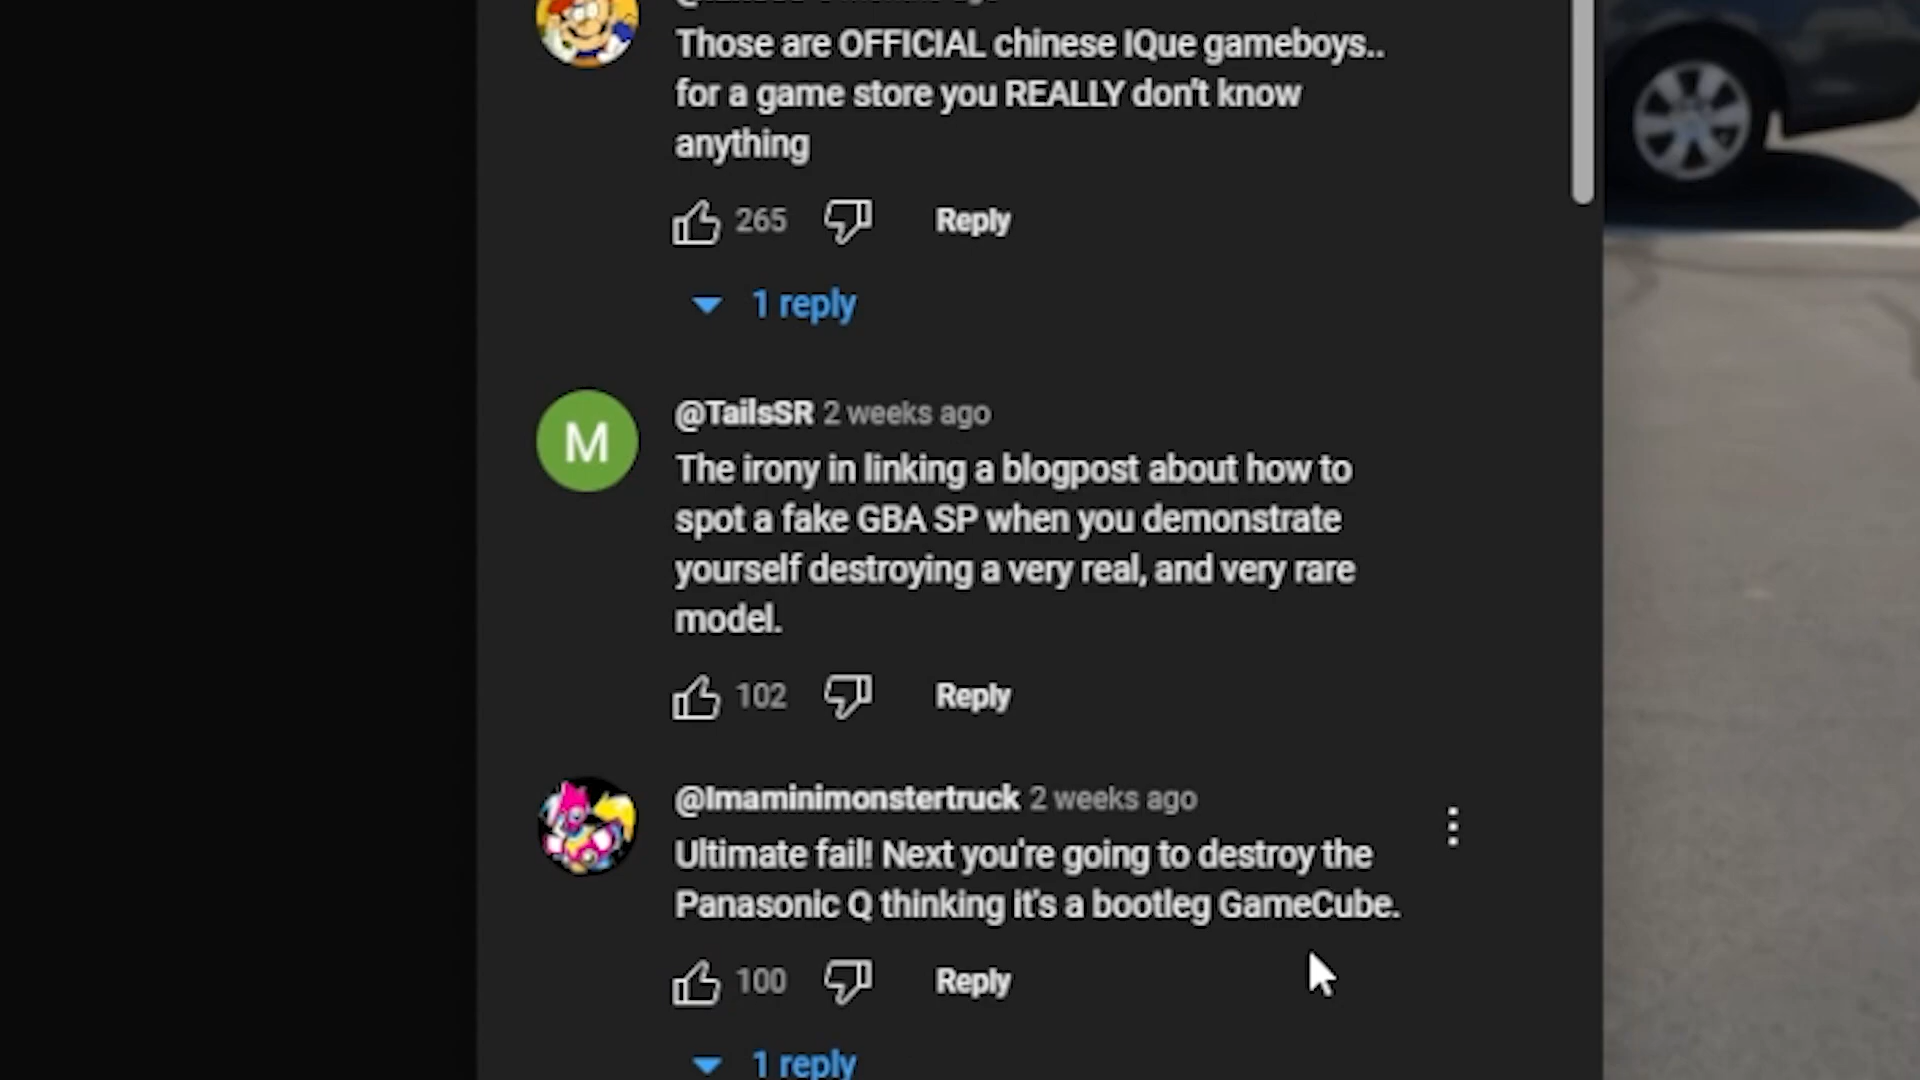 Those are OFFICIAL chinese IQue gameboys..
for a game store you REALLY don't know
anything
265
Reply
1 reply
M
@TailsSR 2 weeks ago
The irony in linking a blogpost about how to
spot a fake GBA SP when you demonstrate
yourself destroying a very real, and very rare
model.
102
Reply
@Imaminimonstertruck 2 weeks ago
Ultimate fail! Next you're going to destroy the
Panasonic Q thinking it's a bootleg GameCube.
100
Reply
1 reply